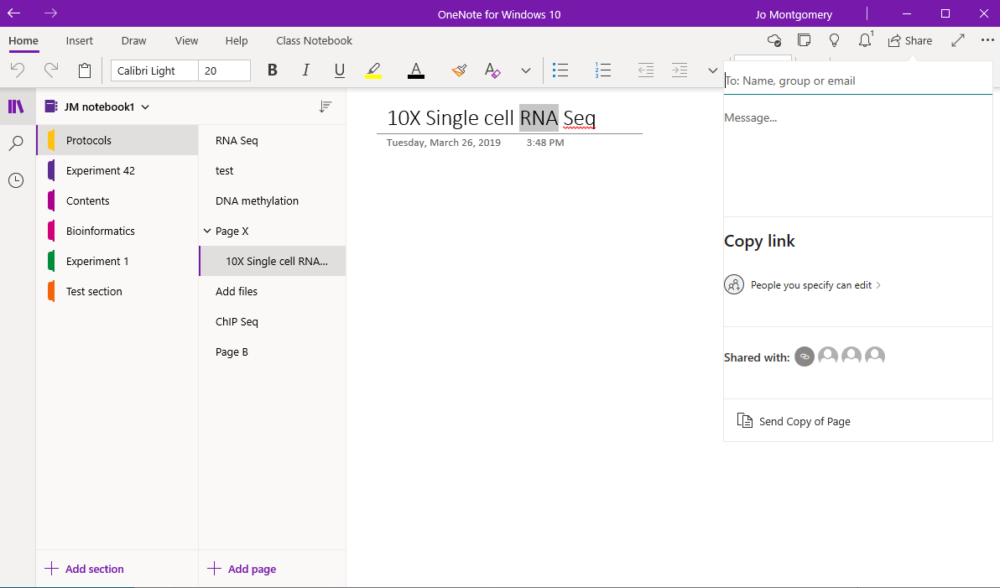 OneNote for Windows 10
Jo Montgomery
Home Insert Draw View Help Class Notebook
1
Share
Calibri Light 20 B I U A A
1
2
3
JM notebook1
Protocols
Experiment 42
Contents
Bioinformatics
Experiment 1
Test section
Add section
RNA Seq
test
DNA methylation
Page X
10X Single cell RNA...
Add files
ChIP Seq
Page B
Add page
10X Single cell RNA Seq
Tuesday, March 26, 2019 3:48 PM
To: Name, group or email
Message...
Copy link
People you specify can edit
Shared with:
Send Copy of Page